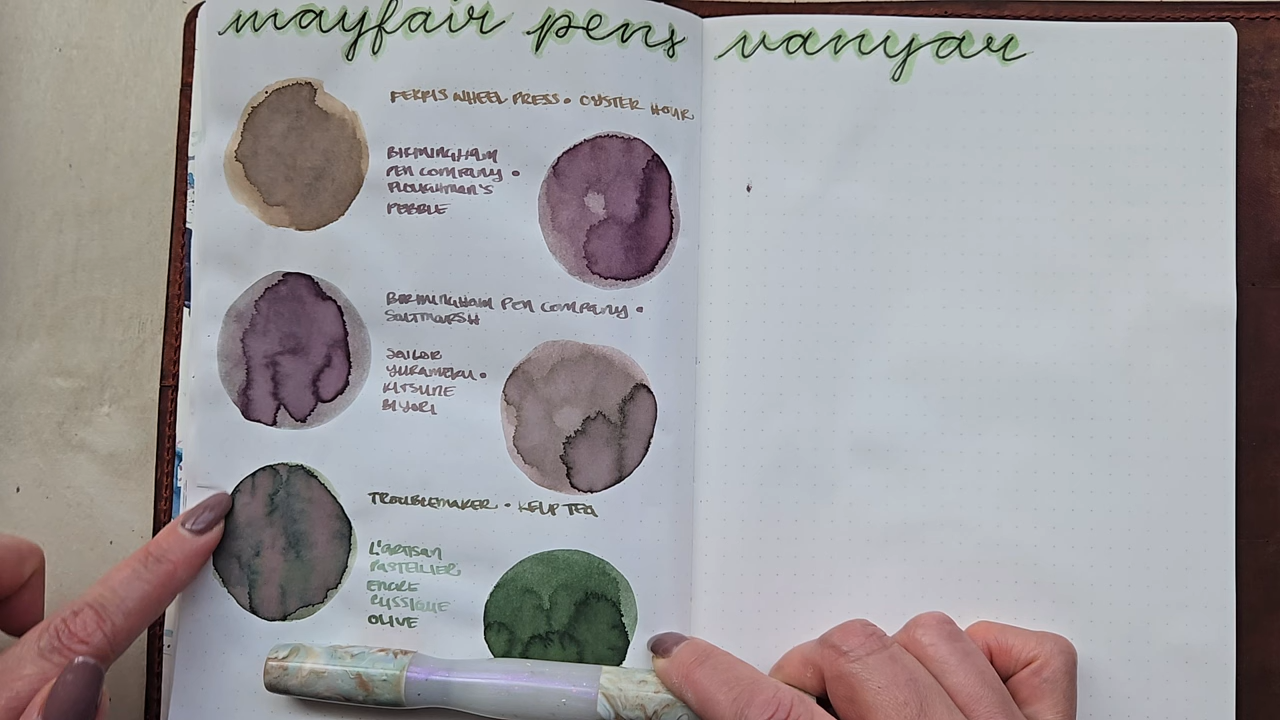 mayfair pens vanyar
FERRIS WHEEL PRESS • OYSTER HOUR
BIRMINGHAM
PEN COMPANY •
PLOUGHMAN'S
PEBBLE
BIRMINGHAM PEN COMPANY •
SALTMARSH
SAILOR
YURAMEKU •
KITSUNE
BIYORI
TROUBLEMAKER • KELP TEA
L'ARTISAN
PASTELLIER
ENCRE
CLASSIQUE
OLIVE